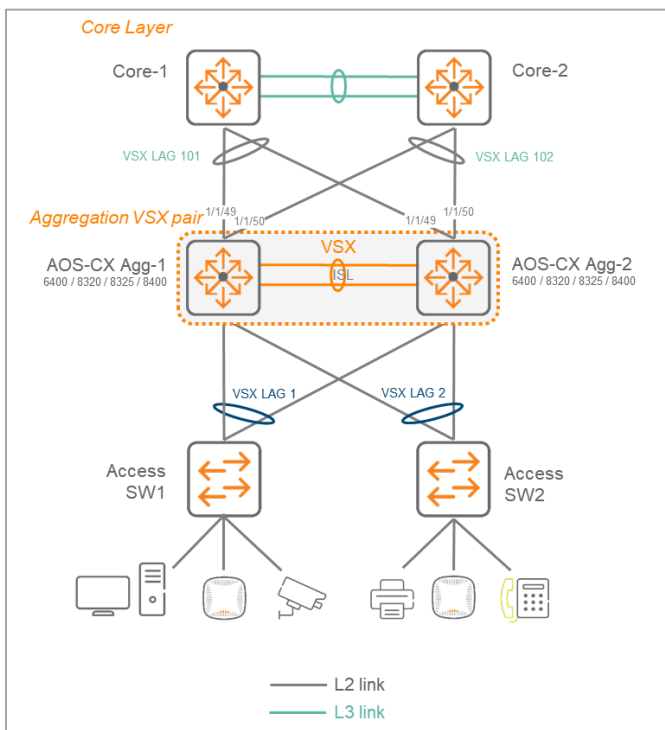 Core Layer
Core-1
Core-2
VSX LAG 101
VSX LAG 102
Aggregation VSX pair
1/1/49
1/1/50
1/1/49
1/1/50
VSX
AOS-CX Agg-1
6400 / 8320 / 8325 / 8400
ISL
AOS-CX Agg-2
6400 / 8320 / 8325 / 8400
VSX LAG 1
VSX LAG 2
Access
SW1
Access
SW2
L2 link
L3 link